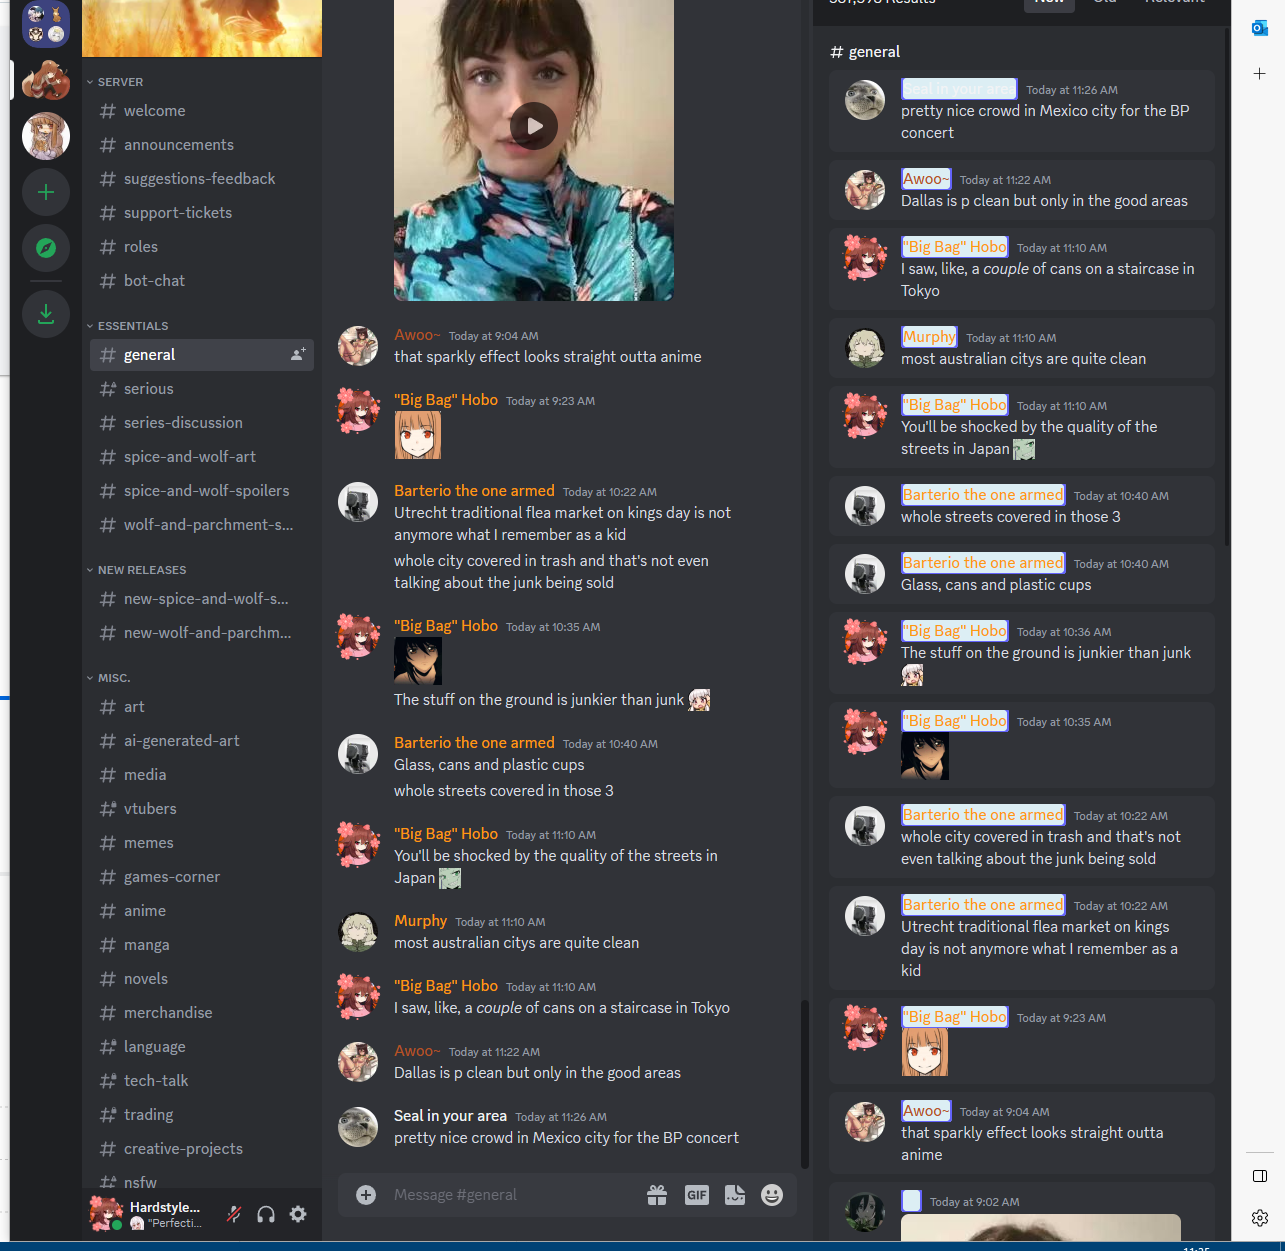 SERVER
welcome
announcements
suggestions-feedback
support-tickets
roles
bot-chat
ESSENTIALS
general
serious
series-discussion
spice-and-wolf-art
spice-and-wolf-spoilers
wolf-and-parchment-s...
NEW RELEASES
new-spice-and-wolf-s...
new-wolf-and-parchm...
MISC.
art
ai-generated-art
media
vtubers
memes
games-corner
anime
manga
novels
merchandise
language
tech-talk
trading
creative-projects
nsfw
Hardstyle...
"Perfecti...
Awoo~ Today at 9:04 AM
that sparkly effect looks straight outta anime
"Big Bag" Hobo Today at 9:23 AM
Barterio the one armed Today at 10:22 AM
Utrecht traditional flea market on kings day is not
anymore what I remember as a kid
whole city covered in trash and that's not even
talking about the junk being sold
"Big Bag" Hobo Today at 10:35 AM
The stuff on the ground is junkier than junk
Barterio the one armed Today at 10:40 AM
Glass, cans and plastic cups
whole streets covered in those 3
"Big Bag" Hobo Today at 11:10 AM
You'll be shocked by the quality of the streets in
Japan
Murphy Today at 11:10 AM
most australian citys are quite clean
"Big Bag" Hobo Today at 11:10 AM
I saw, like, a couple of cans on a staircase in Tokyo
Awoo~ Today at 11:22 AM
Dallas is p clean but only in the good areas
Seal in your area Today at 11:26 AM
pretty nice crowd in Mexico city for the BP concert
Message #general
GIF
Results New Old Relevant
# general
Seal in your area Today at 11:26 AM
pretty nice crowd in Mexico city for the BP
concert
Awoo~ Today at 11:22 AM
Dallas is p clean but only in the good areas
"Big Bag" Hobo Today at 11:10 AM
I saw, like, a couple of cans on a staircase in
Tokyo
Murphy Today at 11:10 AM
most australian citys are quite clean
"Big Bag" Hobo Today at 11:10 AM
You'll be shocked by the quality of the
streets in Japan
Barterio the one armed Today at 10:40 AM
whole streets covered in those 3
Barterio the one armed Today at 10:40 AM
Glass, cans and plastic cups
"Big Bag" Hobo Today at 10:36 AM
The stuff on the ground is junkier than junk
"Big Bag" Hobo Today at 10:35 AM
Barterio the one armed Today at 10:22 AM
whole city covered in trash and that's not
even talking about the junk being sold
Barterio the one armed Today at 10:22 AM
Utrecht traditional flea market on kings
day is not anymore what I remember as a
kid
"Big Bag" Hobo Today at 9:23 AM
Awoo~ Today at 9:04 AM
that sparkly effect looks straight outta
anime
Today at 9:02 AM